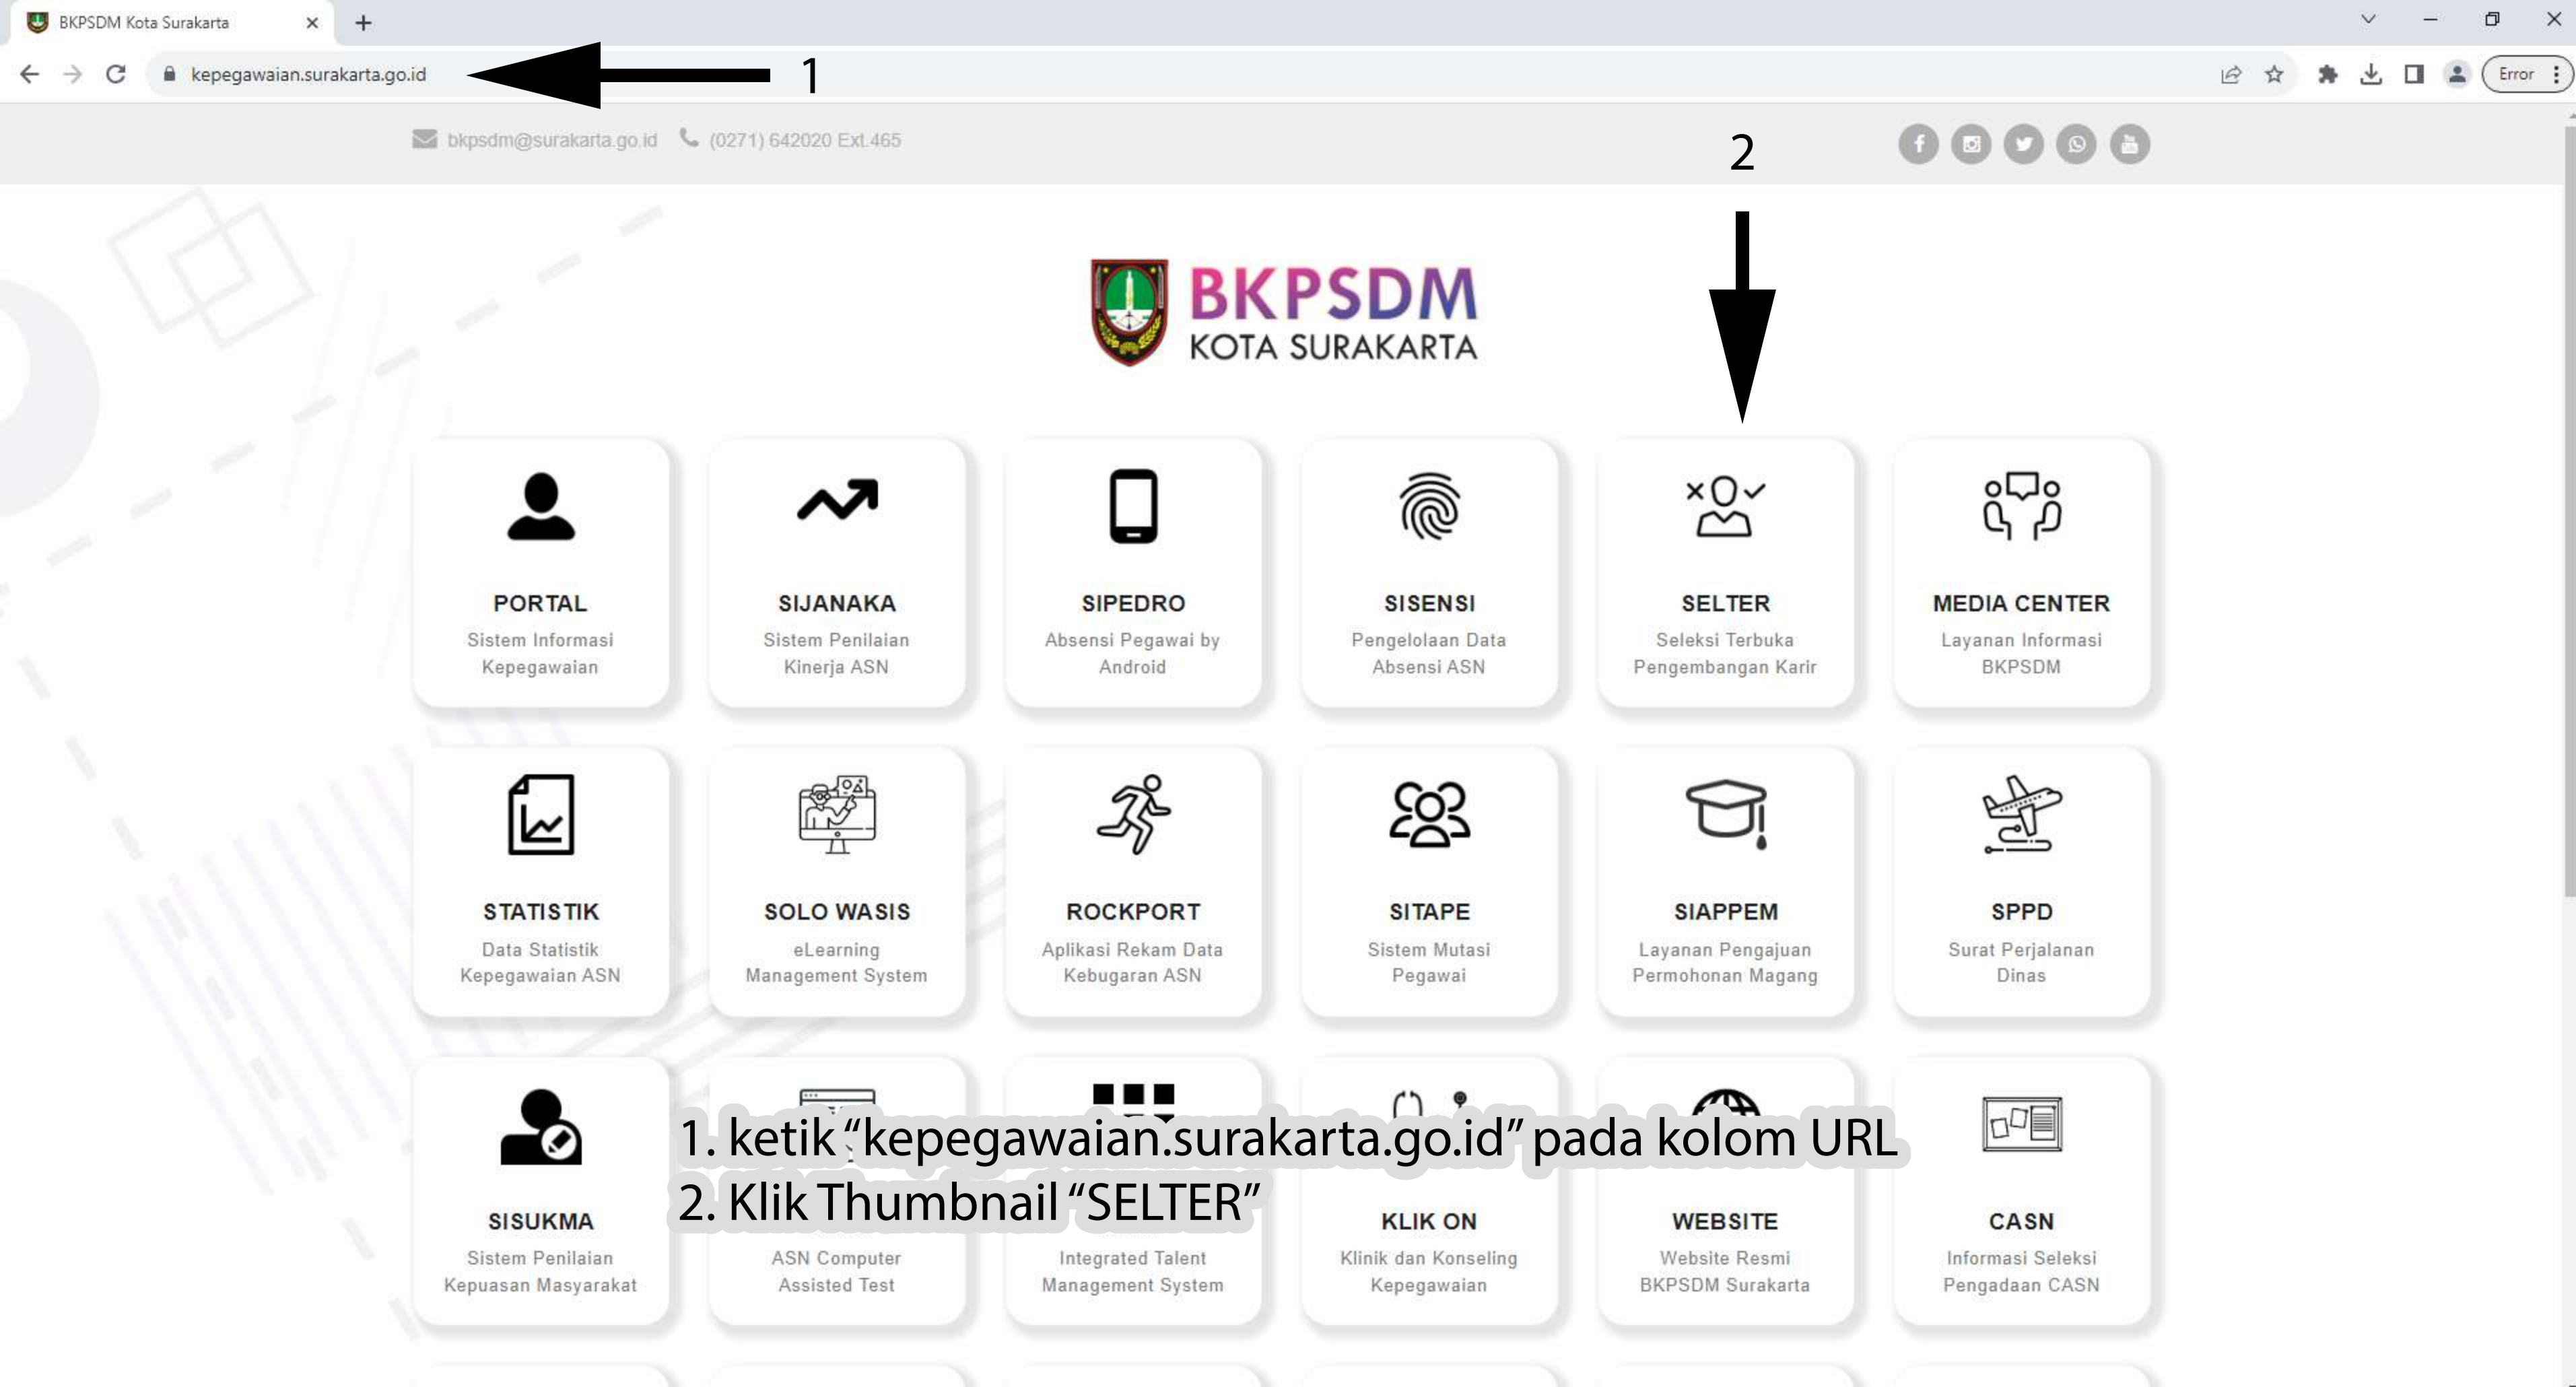 BKPSDM Kota Surakarta
kepegawaian.surakarta.go.id
1
Error
bkpsdm@surakarta.go.id (0271) 642020 Ext.465
2
BKPSDM
KOTA SURAKARTA
PORTAL
Sistem Informasi
Kepegawaian
SIJANAKA
Sistem Penilaian
Kinerja ASN
SIPEDRO
Absensi Pegawai by
Android
SISENSI
Pengelolaan Data
Absensi ASN
SELTER
Seleksi Terbuka
Pengembangan Karir
MEDIA CENTER
Layanan Informasi
BKPSDM
STATISTIK
Data Statistik
Kepegawaian ASN
SOLO WASIS
eLearning
Management System
ROCKPORT
Aplikasi Rekam Data
Kebugaran ASN
SITAPE
Sistem Mutasi
Pegawai
SIAPPEM
Layanan Pengajuan
Permohonan Magang
SPPD
Surat Perjalanan
Dinas
1. ketik “kepegawaian.surakarta.go.id” pada kolom URL
2. Klik Thumbnail “SELTER”
SISUKMA
Sistem Penilaian
Kepuasan Masyarakat
ASN Computer
Assisted Test
Integrated Talent
Management System
KLIK ON
Klinik dan Konseling
Kepegawaian
WEBSITE
Website Resmi
BKPSDM Surakarta
CASN
Informasi Seleksi
Pengadaan CASN